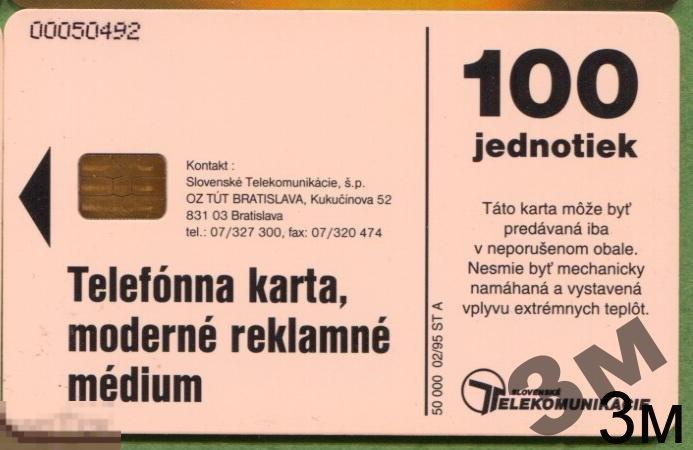 00050492
100
jednotiek
Kontakt :
Slovenské Telekomunikácie, š.p.
OZ TÚT BRATISLAVA, Kukučínova 52
831 03 Bratislava
tel.: 07/327 300, fax: 07/320 474
Táto karta môže byť
predávaná iba
v neporušenom obale.
Nesmie byť mechanicky
namáhaná a vystavená
vplyvu extrémnych teplôt.
Telefónna karta,
moderné reklamné
médium
50 000 02/95 ST A
SLOVENSKÉ
TELEKOMUNIKÁCIE
3M
3M